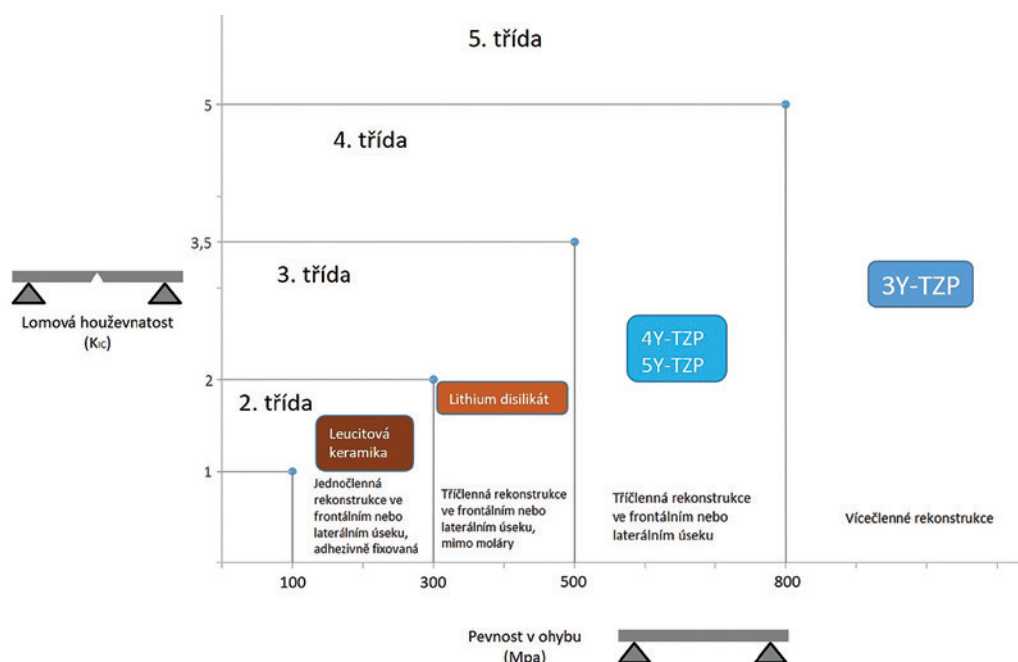 5. třída
5
4. třída
3,5
3. třída
3Y-TZP
Lomová houževnatost
(KIC)
4Y-TZP
5Y-TZP
2
2. třída
Lithium disilikát
Leucitová
keramika
1
Jednočlenná
rekonstrukce ve
frontálním nebo
laterálním úseku,
adhezivně fixovaná
Tříčlenná rekonstrukce
ve frontálním nebo
laterálním úseku,
mimo moláry
Tříčlenná rekonstrukce
ve frontálním nebo
laterálním úseku
Vícečlenné rekonstrukce
100
300
500
800
Pevnost v ohybu
(Mpa)